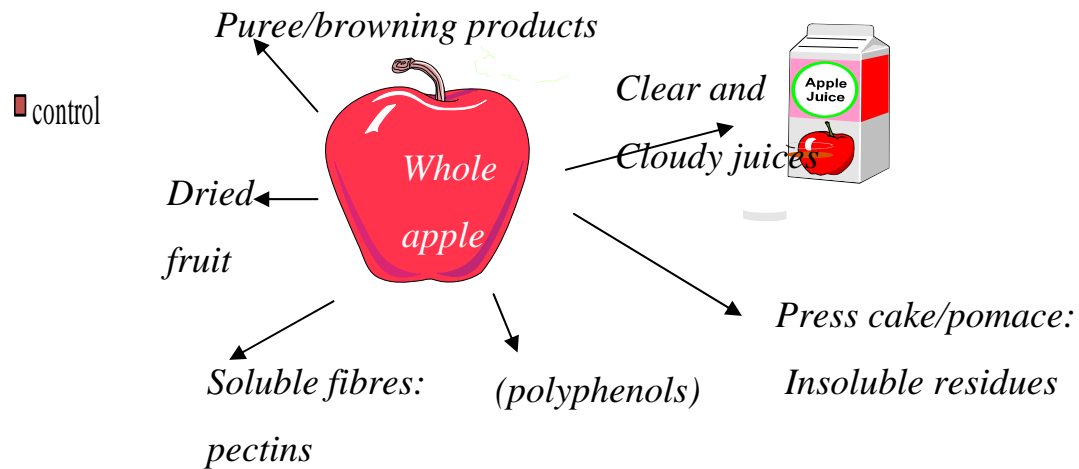 Puree/browning products
control
Clear and
Cloudy juices
Apple
Juice
Whole
apple
Dried
fruit
Press cake/pomace:
Insoluble residues
Soluble fibres:
pectins
(polyphenols)